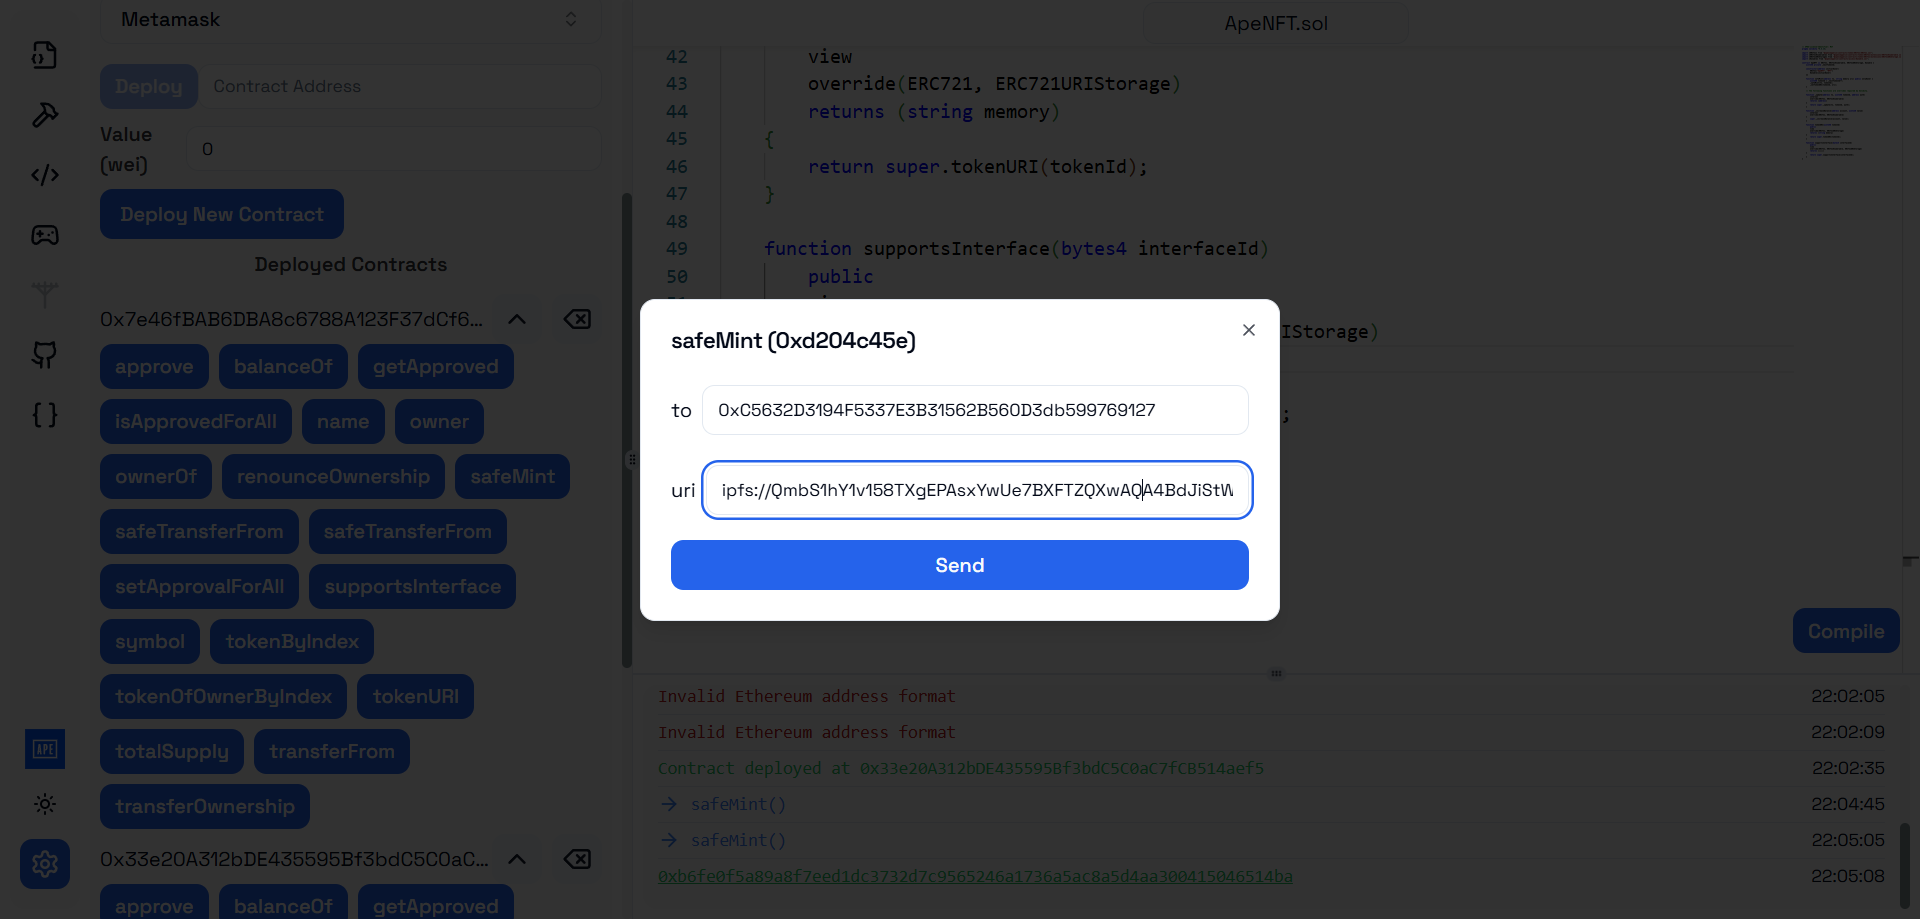 Metamask
Deploy
Contract Address
Value
(wei)
0
Deploy New Contract
Deployed Contracts
0x7e46fBAB6DBA8c6788A123F37dCf6...
approve
balanceOf
getApproved
isApprovedForAll
name
owner
ownerOf
renounceOwnership
safeMint
safeTransferFrom
safeTransferFrom
setApprovalForAll
supportsInterface
symbol
tokenByIndex
tokenOfOwnerByIndex
tokenURI
totalSupply
transferFrom
transferOwnership
0x33e20A312bDE435595Bf3bdC5C0aC...
approve
balanceOf
getApproved
APE
ApeNFT.sol
42 view
43 override(ERC721, ERC721URIStorage)
44 returns (string memory)
45 {
46 return super.tokenURI(tokenId);
47 }
48
49 function supportsInterface(bytes4 interfaceId)
50 public
IStorage)
;
safeMint (0xd204c45e)
to
0xC5632D3194F5337E3B31562B560D3db599769127
uri
ipfs://QmbS1hY1v158TXgEPAsxYwUe7BXFTZQXwAQA4BdJiStW
Send
Compile
Invalid Ethereum address format 22:02:05
Invalid Ethereum address format 22:02:09
Contract deployed at 0x33e20A312bDE435595Bf3bdC5C0aC7fCB514aef5 22:02:35
→ safeMint() 22:04:45
→ safeMint() 22:05:05
0xb6fe0f5a89a8f7eed1dc3732d7c9565246a1736a5ac8a5d4aa300415046514ba 22:05:08